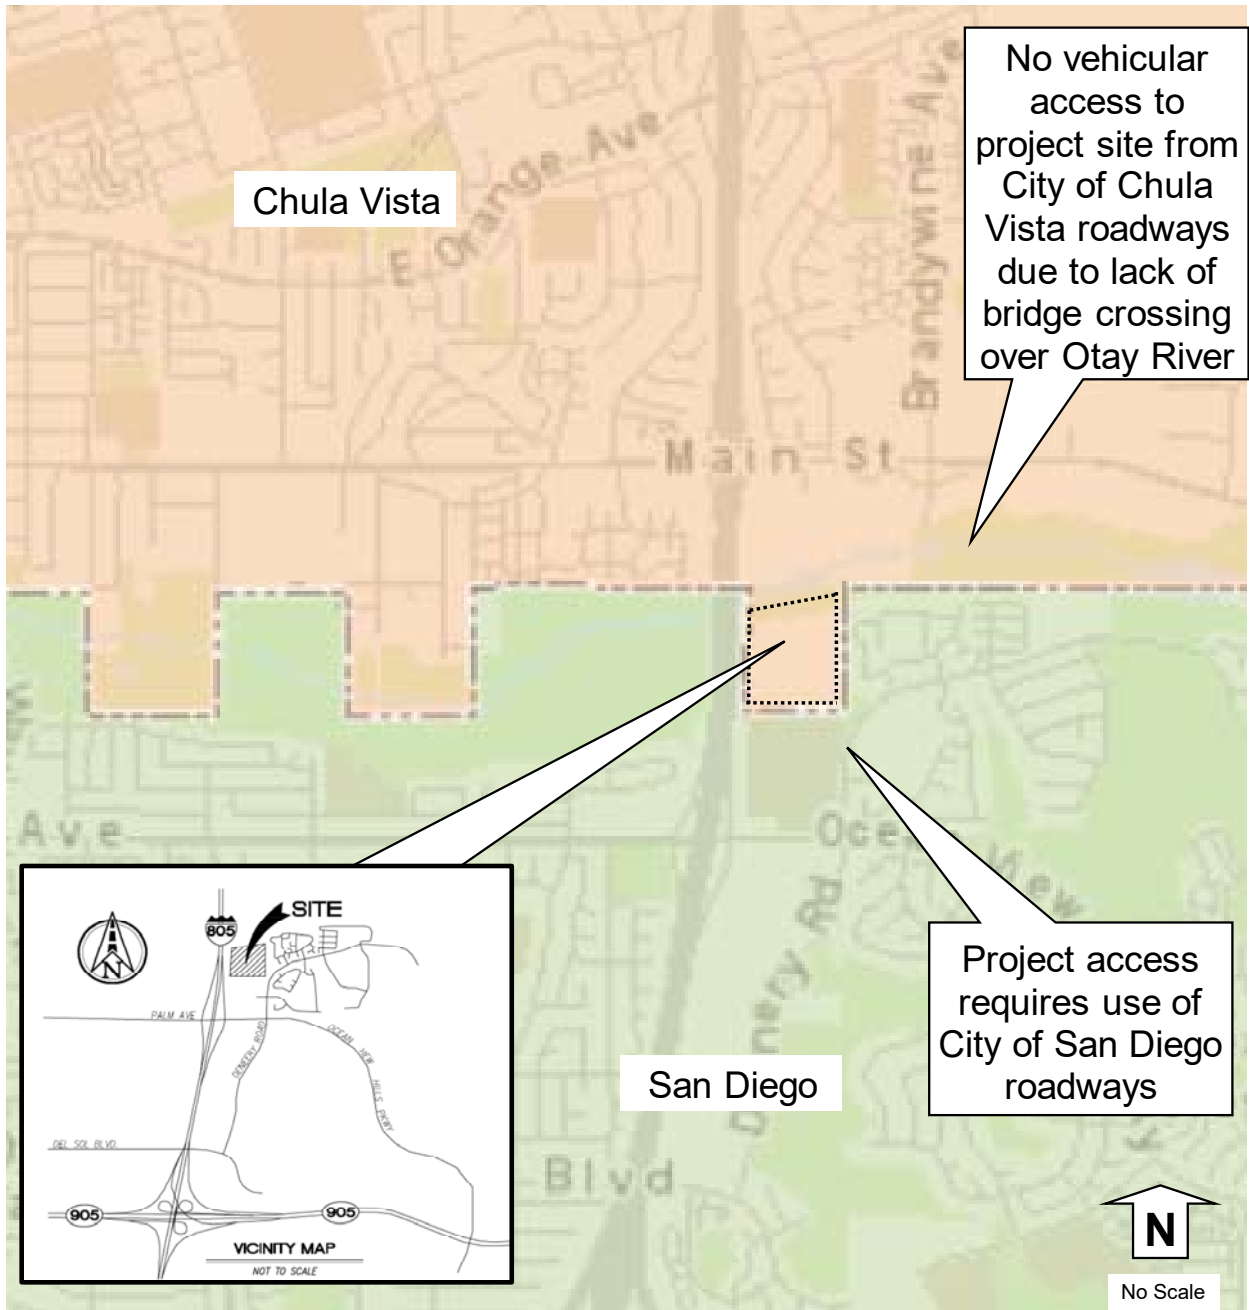 No vehicular
access to
project site from
City of Chula
Vista roadways
due to lack of
bridge crossing
over Otay River
Chula Vista
E Orange Ave
Brandywine Ave
Main St
Ave
Oce
View
nery Rd
Project access
requires use of
City of San Diego
roadways
San Diego
Blvd
SITE
805
N
PALM AVE
DENERY ROAD
OCEAN VIEW HILLS PKWY
DEL SOL BLVD
905
905
VICINITY MAP
NOT TO SCALE
N
No Scale